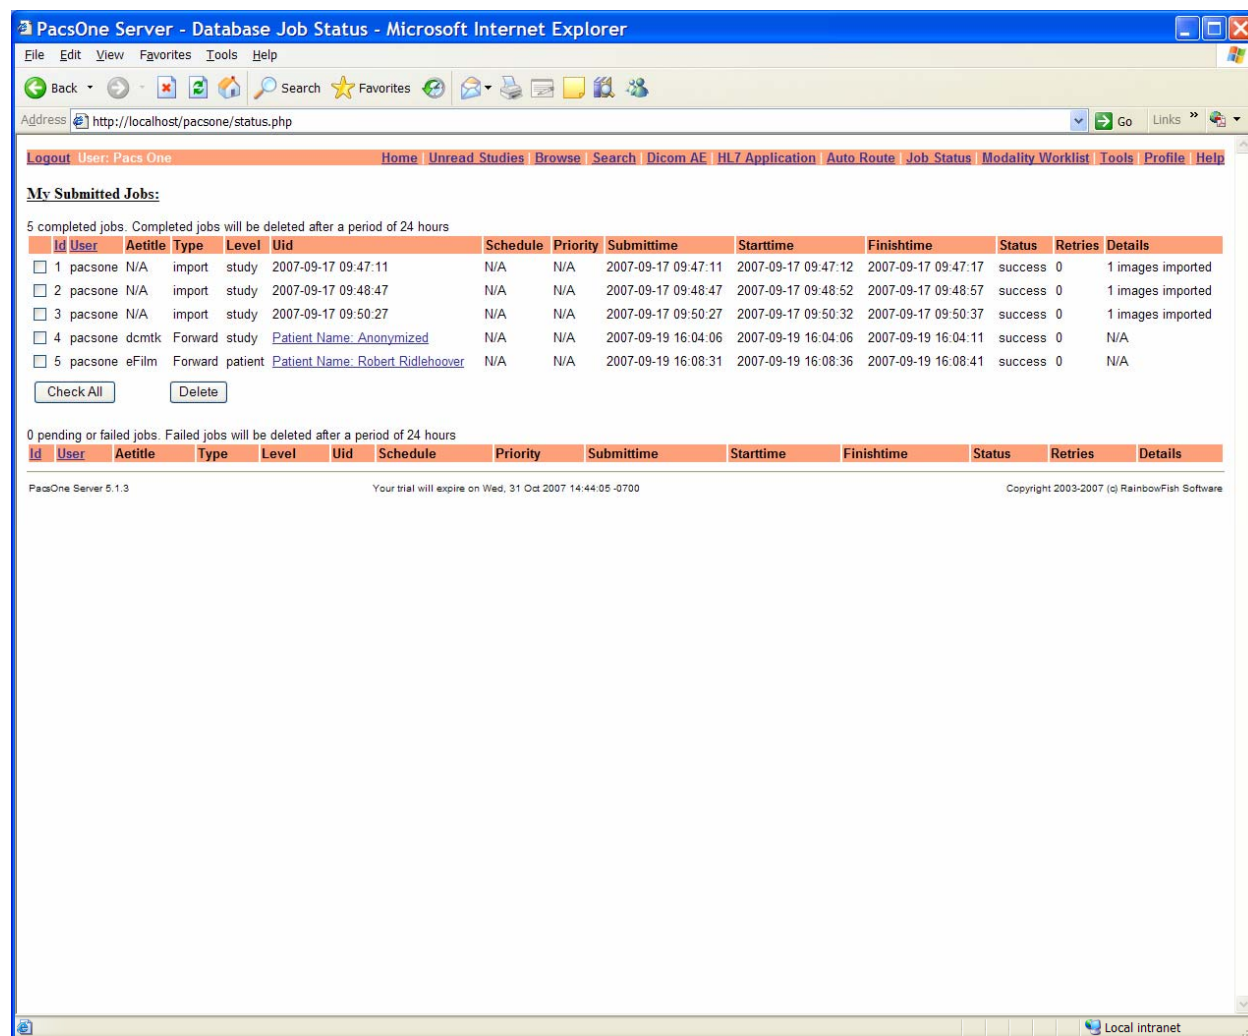 PacsOne Server - Database Job Status - Microsoft Internet Explorer
File Edit View Favorites Tools Help
Back Search Favorites
Address http://localhost/pacsone/status.php Go Links »
Logout User: Pacs One Home | Unread Studies | Browse | Search | Dicom AE | HL7 Application | Auto Route | Job Status | Modality Worklist | Tools | Profile | Help
My Submitted Jobs:
5 completed jobs. Completed jobs will be deleted after a period of 24 hours
Id User Aetitle Type Level Uid Schedule Priority Submittime Starttime Finishtime Status Retries Details
1 pacsone N/A import study 2007-09-17 09:47:11 N/A N/A 2007-09-17 09:47:11 2007-09-17 09:47:12 2007-09-17 09:47:17 success 0 1 images imported
2 pacsone N/A import study 2007-09-17 09:48:47 N/A N/A 2007-09-17 09:48:47 2007-09-17 09:48:52 2007-09-17 09:48:57 success 0 1 images imported
3 pacsone N/A import study 2007-09-17 09:50:27 N/A N/A 2007-09-17 09:50:27 2007-09-17 09:50:32 2007-09-17 09:50:37 success 0 1 images imported
4 pacsone dcmtk Forward study Patient Name: Anonymized N/A N/A 2007-09-19 16:04:06 2007-09-19 16:04:06 2007-09-19 16:04:11 success 0 N/A
5 pacsone eFilm Forward patient Patient Name: Robert Ridlehoover N/A N/A 2007-09-19 16:08:31 2007-09-19 16:08:36 2007-09-19 16:08:41 success 0 N/A
Check All Delete
0 pending or failed jobs. Failed jobs will be deleted after a period of 24 hours
Id User Aetitle Type Level Uid Schedule Priority Submittime Starttime Finishtime Status Retries Details
PacsOne Server 5.1.3 Your trial will expire on Wed, 31 Oct 2007 14:44:05 -0700 Copyright 2003-2007 (c) RainbowFish Software
Local intranet